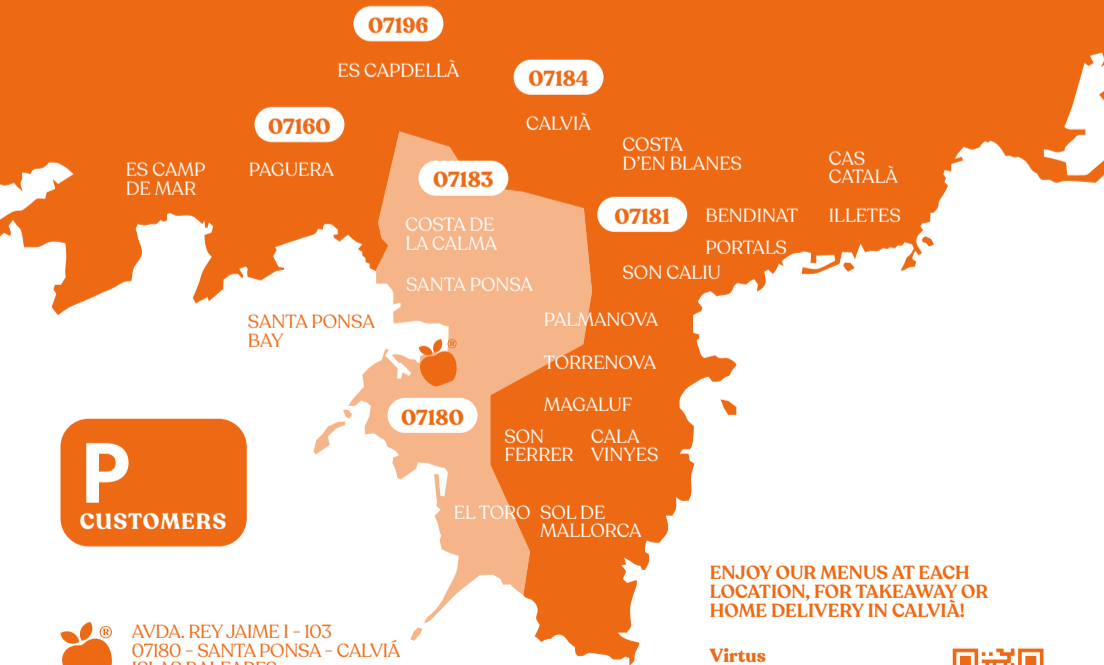 07196
ES CAPDELLÀ
07184
CALVIÀ
07160
PAGUERA
ES CAMP
DE MAR
COSTA
D'EN BLANES
CAS
CATALÀ
07183
COSTA DE
LA CALMA
SANTA PONSA
07181
BENDINAT
ILLETES
PORTALS
SON CALIU
SANTA PONSA
BAY
PALMANOVA
TORRENOVA
®
07180
MAGALUF
SON
FERRER
CALA
VINYES
P
CUSTOMERS
EL TORO
SOL DE
MALLORCA
ENJOY OUR MENUS AT EACH
LOCATION, FOR TAKEAWAY OR
HOME DELIVERY IN CALVIÀ!
Virtus
®
AVDA. REY JAIME I - 103
07180 - SANTA PONSA - CALVIÁ
ISLAS BALEARES